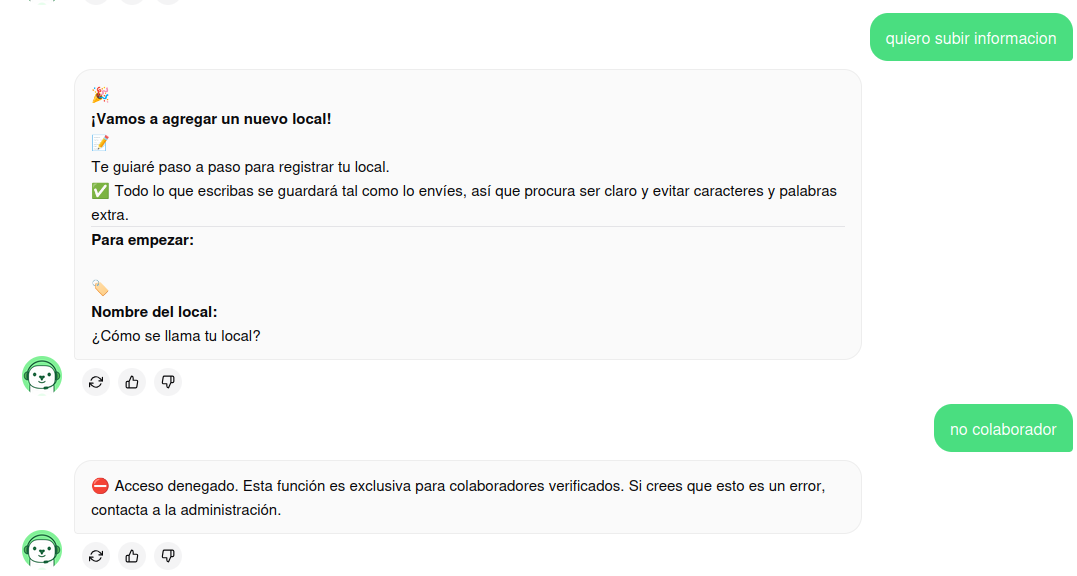 quiero subir informacion
🎉
¡Vamos a agregar un nuevo local!
📝
Te guiaré paso a paso para registrar tu local.
✅ Todo lo que escribas se guardará tal como lo envíes, así que procura ser claro y evitar caracteres y palabras
extra.
Para empezar:
🏷️
Nombre del local:
¿Cómo se llama tu local?
no colaborador
⛔ Acceso denegado. Esta función es exclusiva para colaboradores verificados. Si crees que esto es un error,
contacta a la administración.